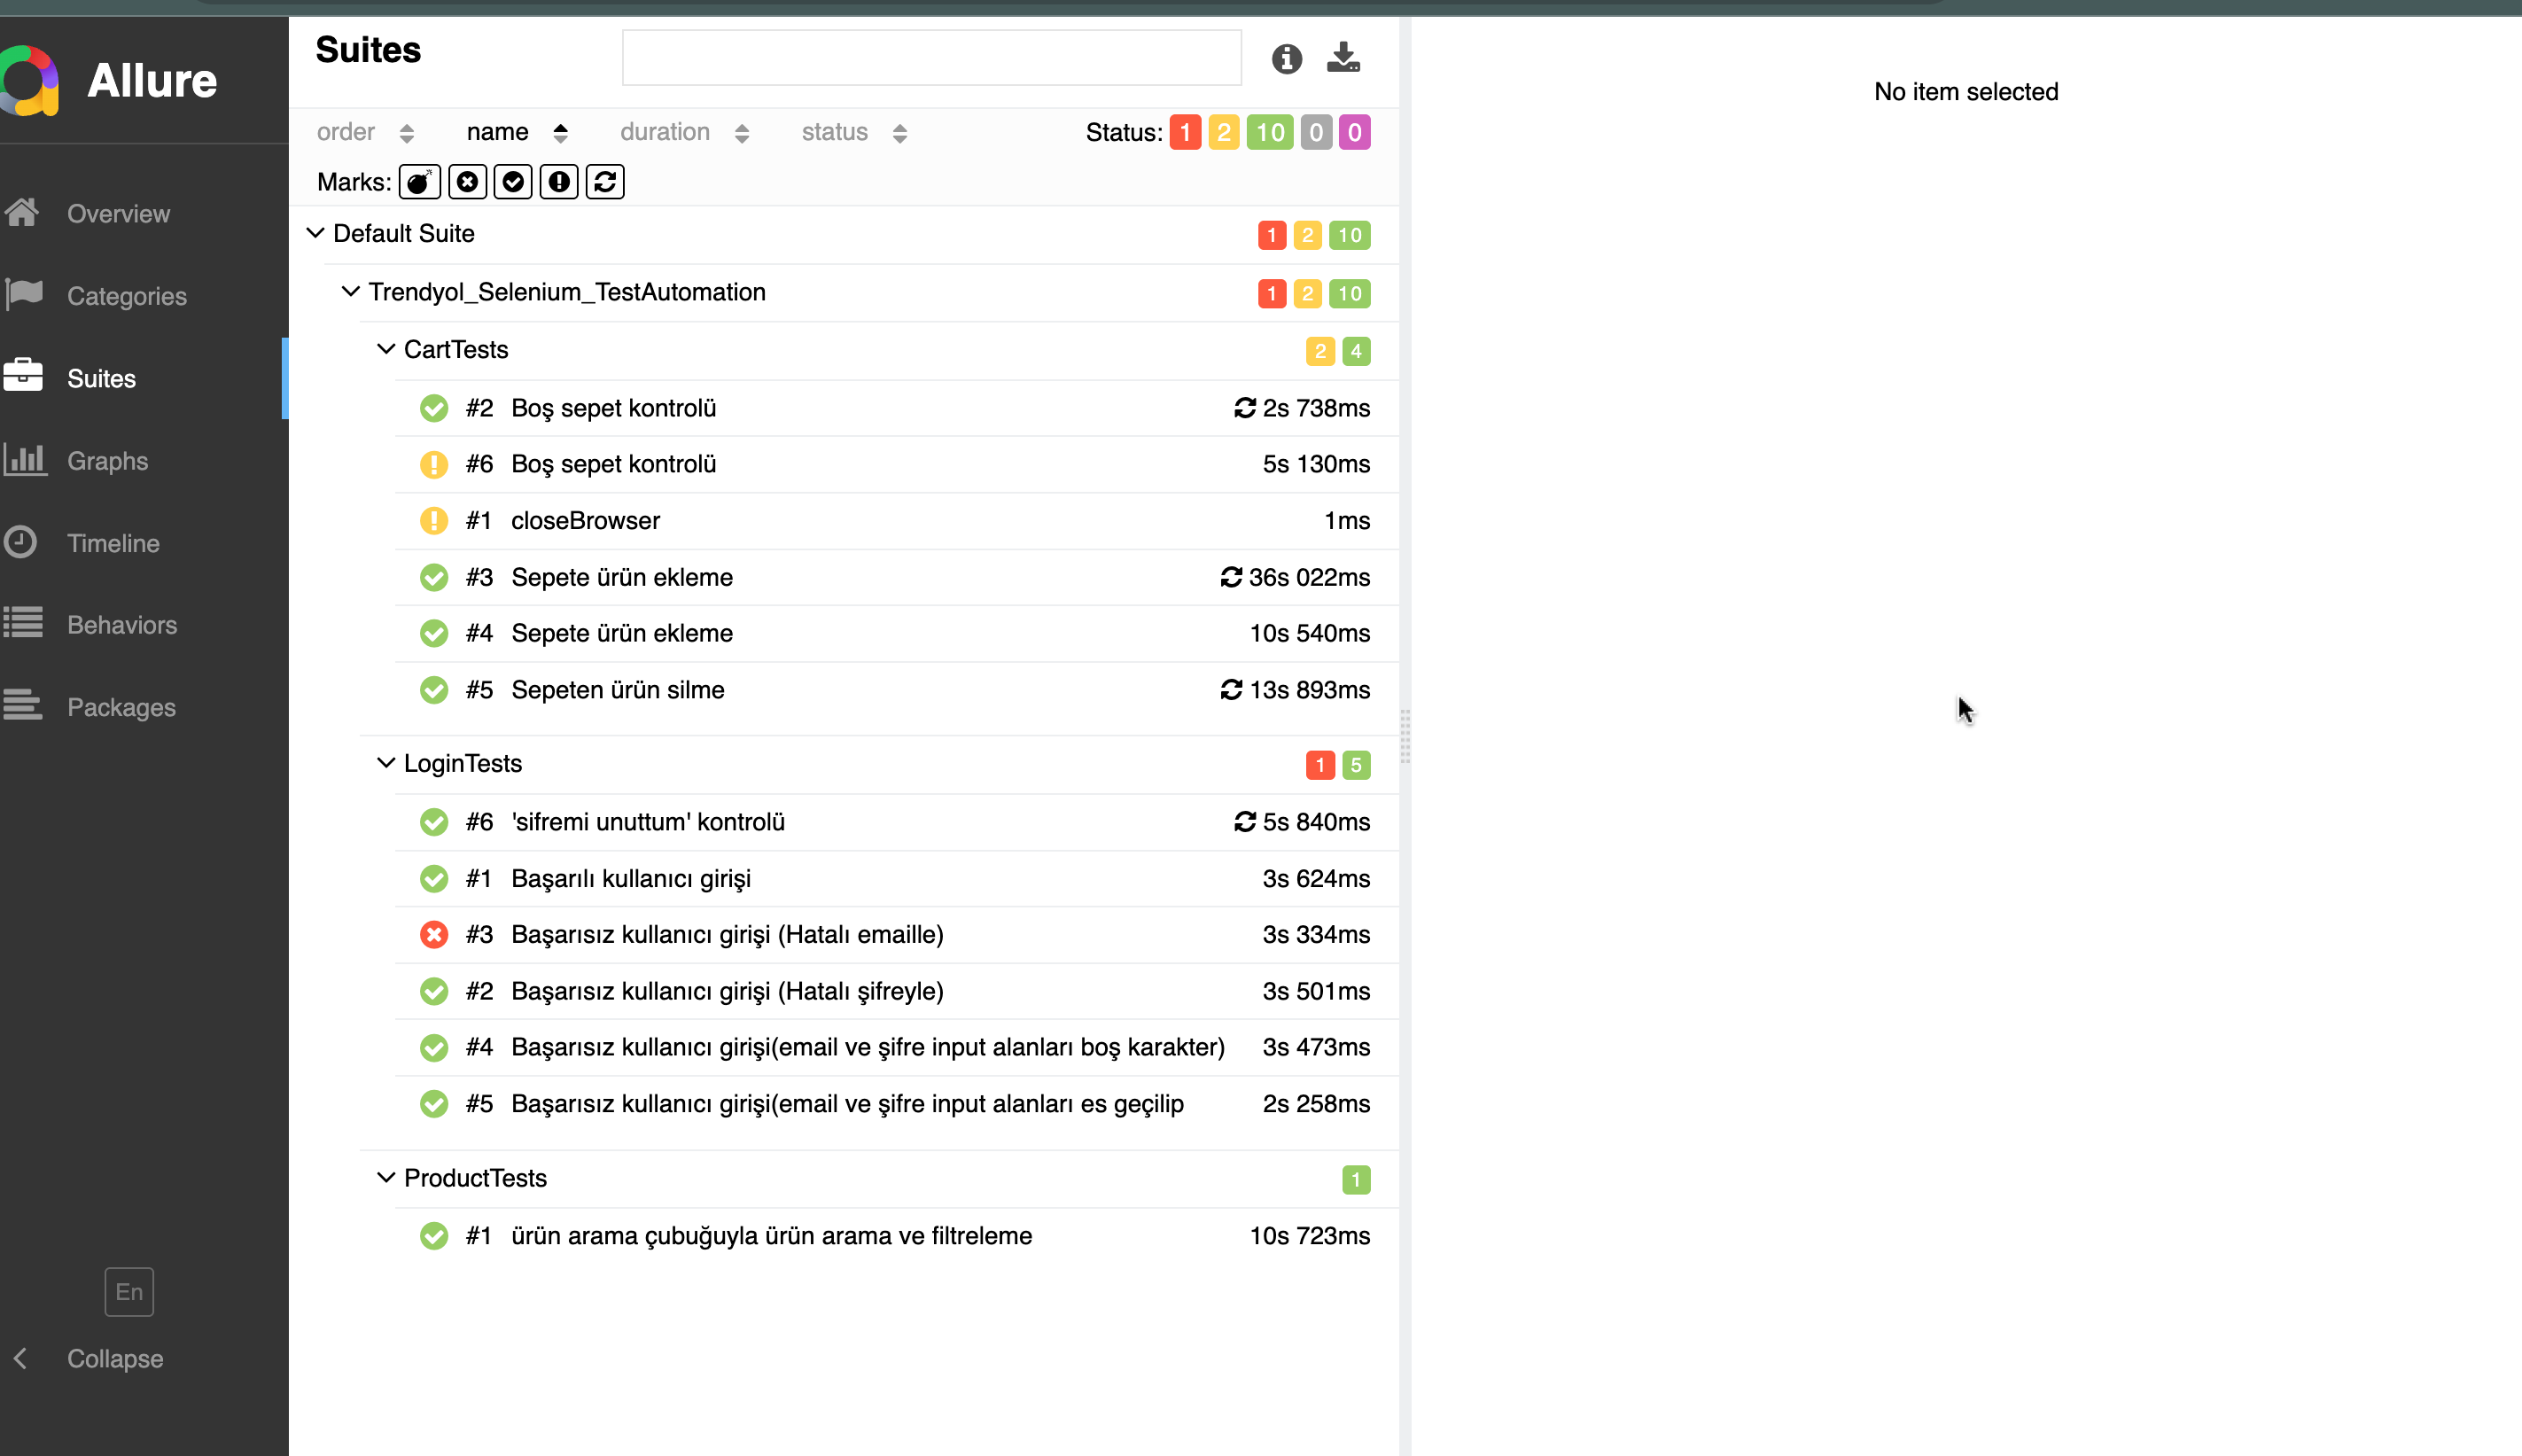 Allure
Overview
Categories
Suites
Graphs
Timeline
Behaviors
Packages
En
Collapse
Suites
order name duration status Status: 1 2 10 0 0
Marks:
Default Suite 1 2 10
Trendyol_Selenium_TestAutomation 1 2 10
CartTests 2 4
#2 Boş sepet kontrolü 2s 738ms
#6 Boş sepet kontrolü 5s 130ms
#1 closeBrowser 1ms
#3 Sepete ürün ekleme 36s 022ms
#4 Sepete ürün ekleme 10s 540ms
#5 Sepeten ürün silme 13s 893ms
LoginTests 1 5
#6 'sifremi unuttum' kontrolü 5s 840ms
#1 Başarılı kullanıcı girişi 3s 624ms
#3 Başarısız kullanıcı girişi (Hatalı emaille) 3s 334ms
#2 Başarısız kullanıcı girişi (Hatalı şifreyle) 3s 501ms
#4 Başarısız kullanıcı girişi(email ve şifre input alanları boş karakter) 3s 473ms
#5 Başarısız kullanıcı girişi(email ve şifre input alanları es geçilip 2s 258ms
ProductTests 1
#1 ürün arama çubuğuyla ürün arama ve filtreleme 10s 723ms
No item selected